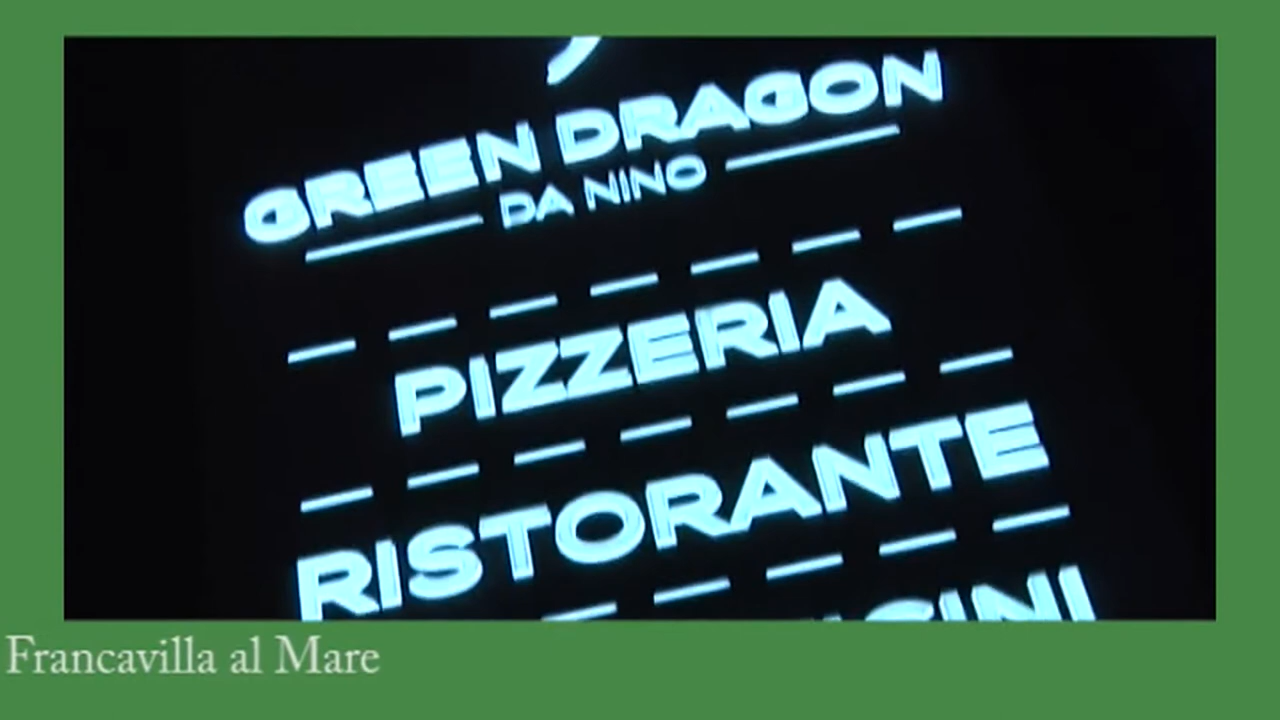 GREEN DRAGON
DA NINO
PIZZERIA
RISTORANTE
Francavilla al Mare